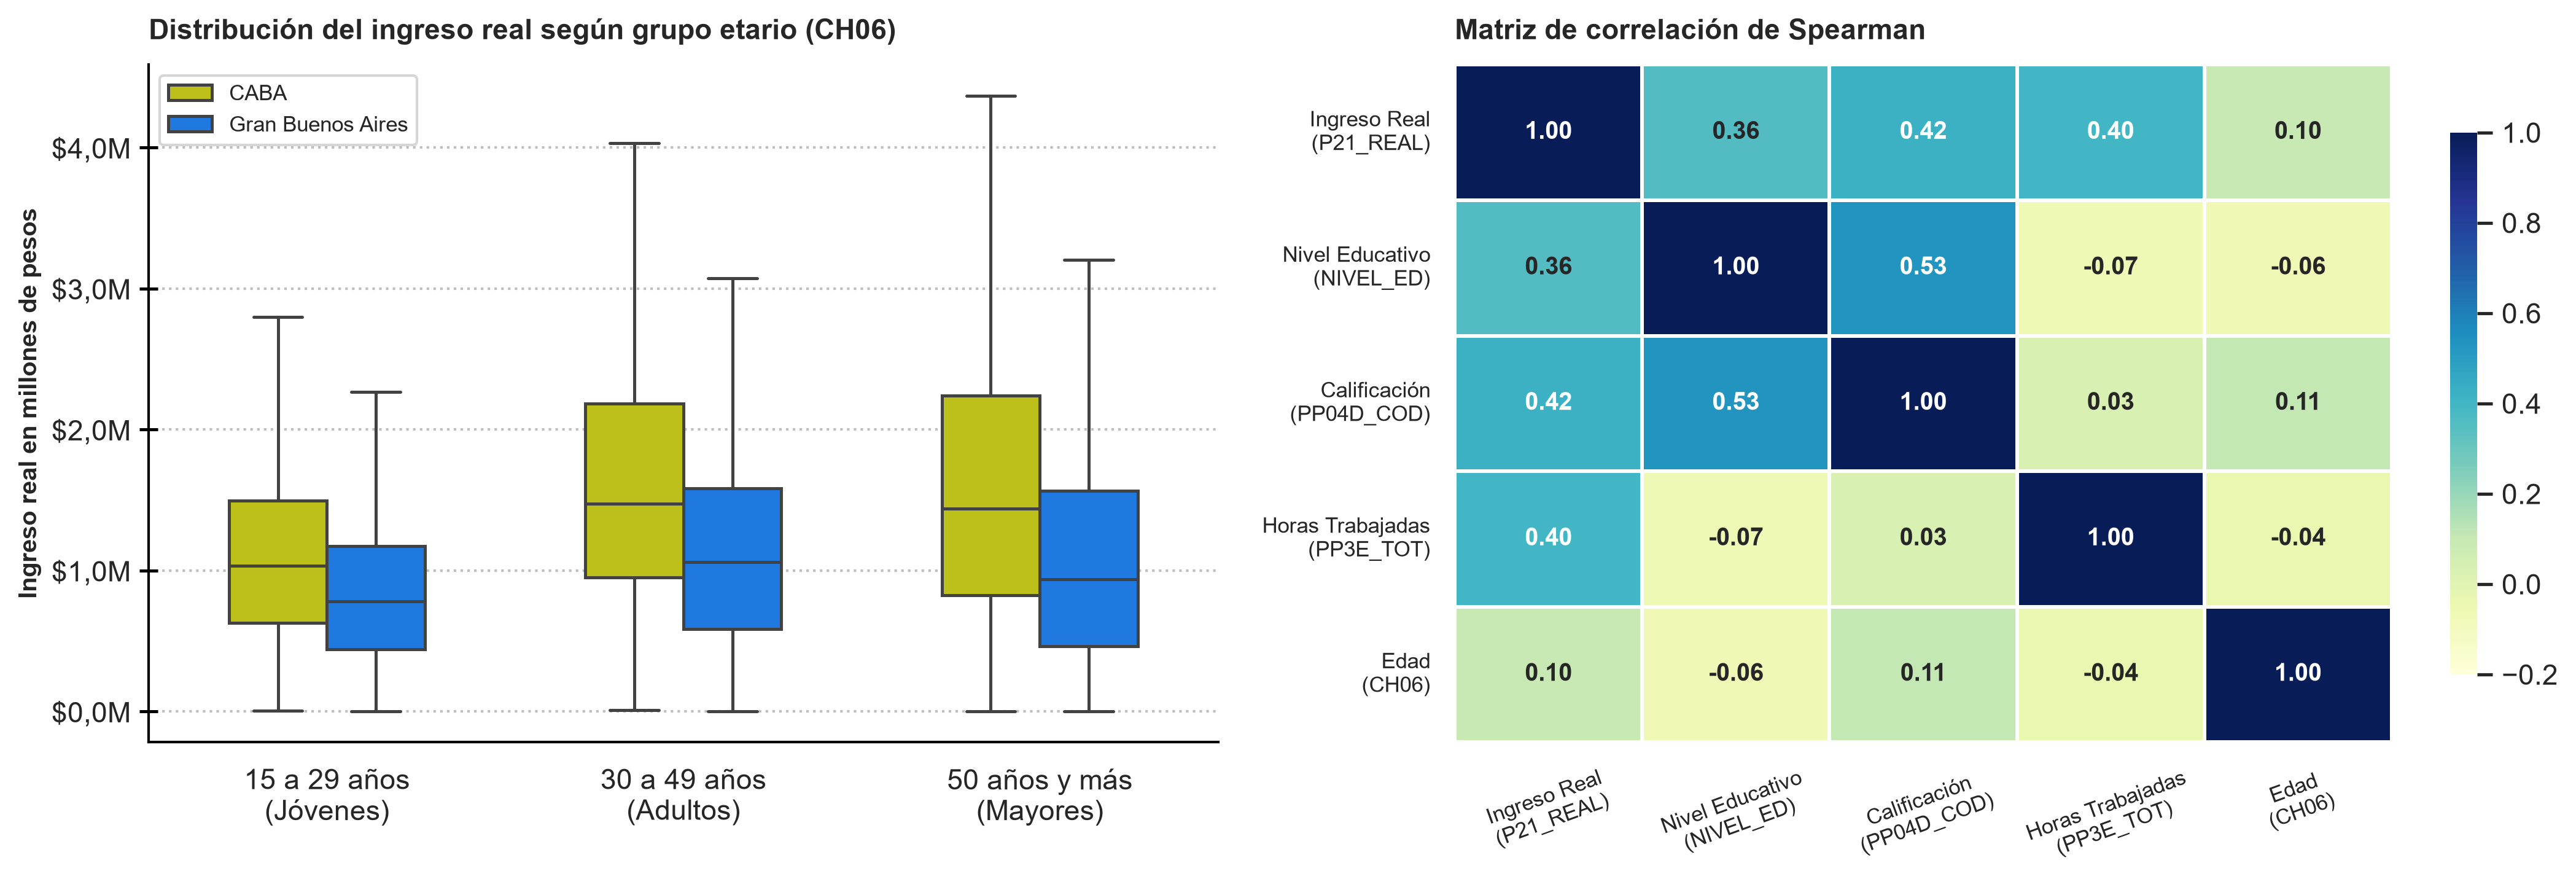 Distribución del ingreso real según grupo etario (CH06)
CABA
Gran Buenos Aires
Ingreso real en millones de pesos
$4,0M
$3,0M
$2,0M
$1,0M
$0,0M
15 a 29 años
(Jóvenes)
30 a 49 años
(Adultos)
50 años y más
(Mayores)
Matriz de correlación de Spearman
Ingreso Real
(P21_REAL)
1.00 0.36 0.42 0.40 0.10
Nivel Educativo
(NIVEL_ED)
0.36 1.00 0.53 -0.07 -0.06
Calificación
(PP04D_COD)
0.42 0.53 1.00 0.03 0.11
Horas Trabajadas
(PP3E_TOT)
0.40 -0.07 0.03 1.00 -0.04
Edad
(CH06)
0.10 -0.06 0.11 -0.04 1.00
Ingreso Real
(P21_REAL)
Nivel Educativo
(NIVEL_ED)
Calificación
(PP04D_COD)
Horas Trabajadas
(PP3E_TOT)
Edad
(CH06)
1.0
0.8
0.6
0.4
0.2
0.0
−0.2